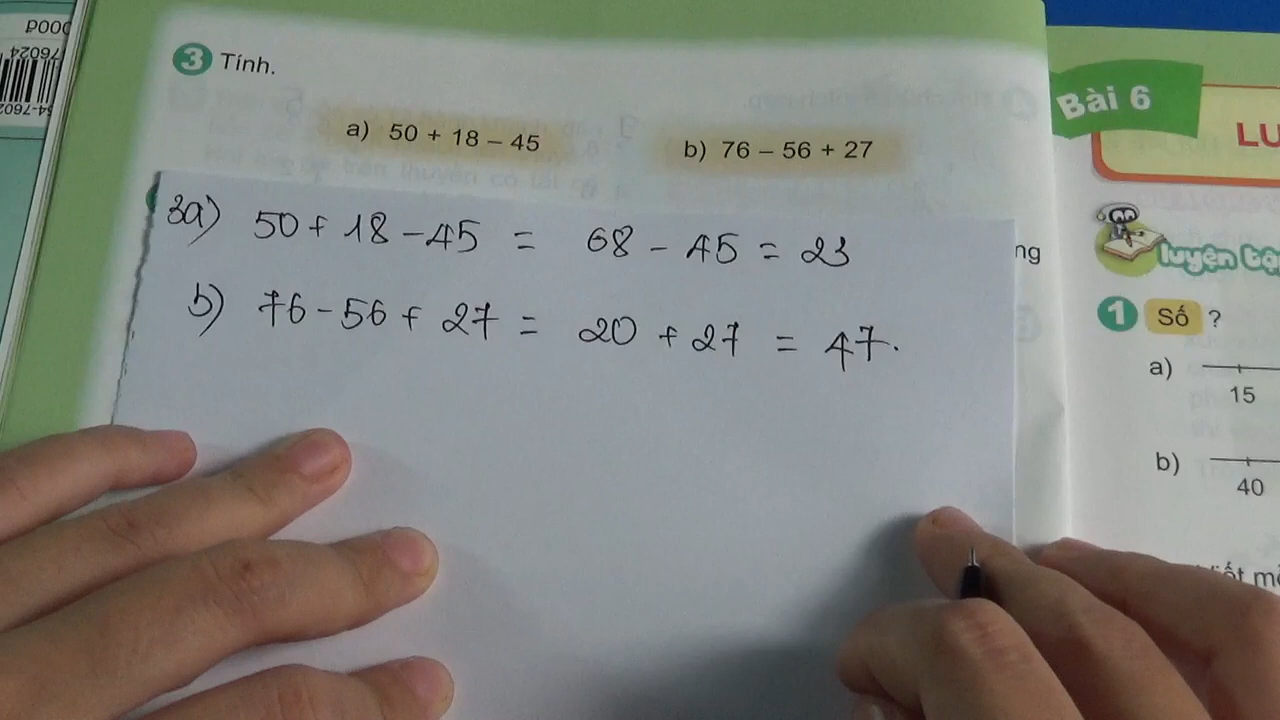 3 Tính.
a) 50 + 18 – 45
b) 76 – 56 + 27
3a) 50 + 18 – 45 = 68 – 45 = 23
b) 76 – 56 + 27 = 20 + 27 = 47.
ng
Bài 6
LU
luyện tậ
1 Số ?
a)
15
b)
40